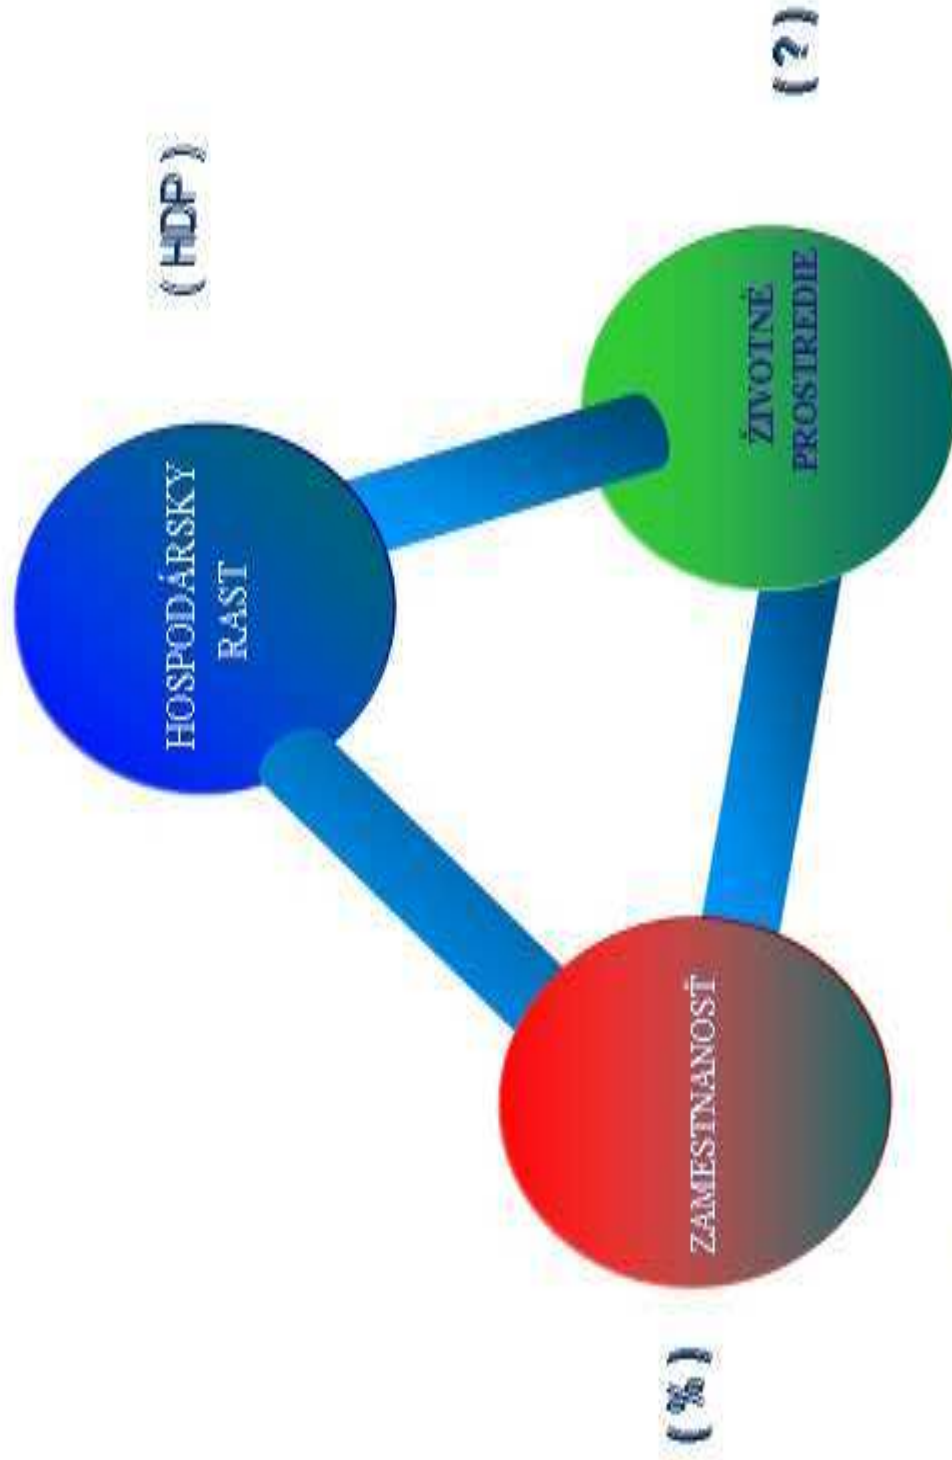 ( HDP )
HOSPODÁRSKY
RAST
( % )
ZAMESTNANOSŤ
ŽIVOTNÉ
PROSTREDIE
( ? )